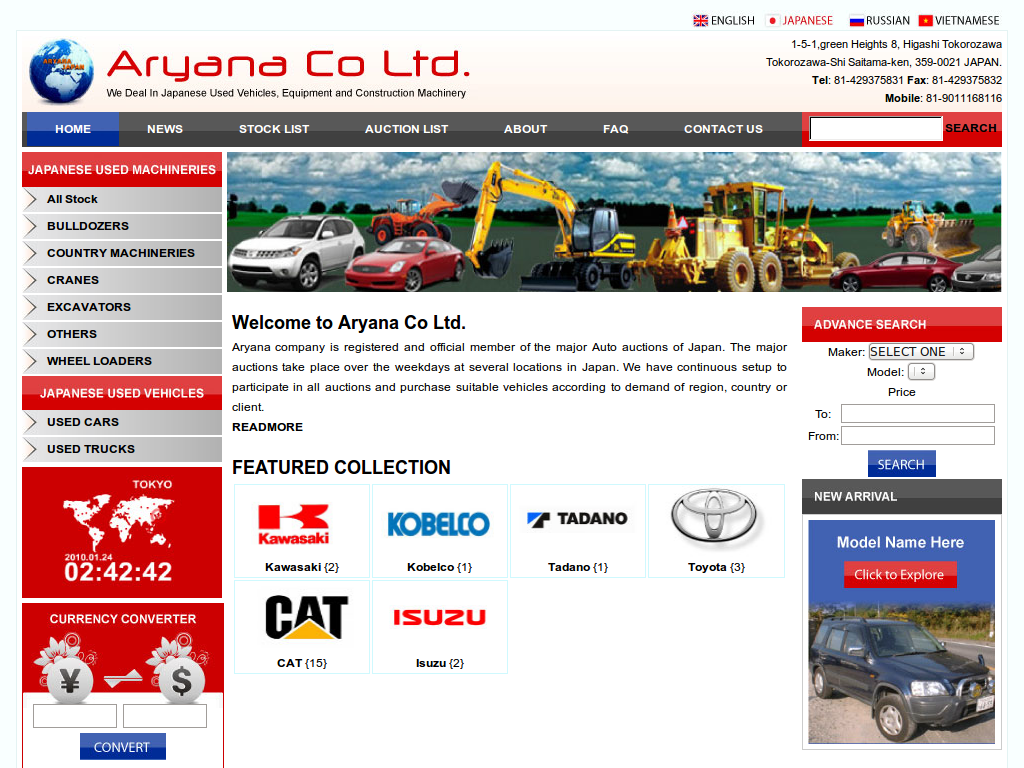 ENGLISH JAPANESE RUSSIAN VIETNAMESE
ARYANA JAPAN
Aryana Co Ltd.
We Deal In Japanese Used Vehicles, Equipment and Construction Machinery
1-5-1,green Heights 8, Higashi Tokorozawa
Tokorozawa-Shi Saitama-ken, 359-0021 JAPAN.
Tel: 81-429375831 Fax: 81-429375832
Mobile: 81-9011168116
HOME NEWS STOCK LIST AUCTION LIST ABOUT FAQ CONTACT US SEARCH
JAPANESE USED MACHINERIES
All Stock
BULLDOZERS
COUNTRY MACHINERIES
CRANES
EXCAVATORS
OTHERS
WHEEL LOADERS
JAPANESE USED VEHICLES
USED CARS
USED TRUCKS
TOKYO
2010.01.24
02:42:42
CURRENCY CONVERTER
¥ $
CONVERT
Welcome to Aryana Co Ltd.
Aryana company is registered and official member of the major Auto auctions of Japan. The major
auctions take place over the weekdays at several locations in Japan. We have continuous setup to
participate in all auctions and purchase suitable vehicles according to demand of region, country or
client.
READMORE
FEATURED COLLECTION
Kawasaki
KOBELCO
TADANO
Kawasaki {2}
Kobelco {1}
Tadano {1}
Toyota {3}
CAT
ISUZU
CAT {15}
Isuzu {2}
ADVANCE SEARCH
Maker: SELECT ONE
Model:
Price
To:
From:
SEARCH
NEW ARRIVAL
Model Name Here
Click to Explore